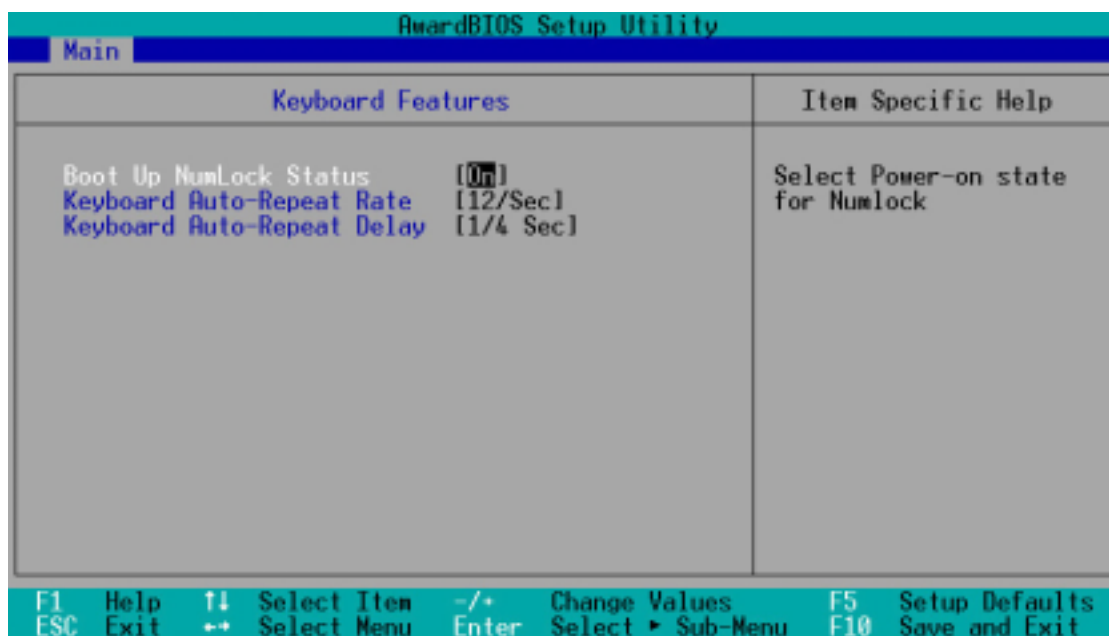 AwardBIOS Setup Utility
Main
Keyboard Features
Item Specific Help
Boot Up NumLock Status [On]
Keyboard Auto-Repeat Rate [12/Sec]
Keyboard Auto-Repeat Delay [1/4 Sec]
Select Power-on state
for Numlock
F1 Help ↑↓ Select Item -/+ Change Values F5 Setup Defaults
ESC Exit ←→ Select Menu Enter Select ► Sub-Menu F10 Save and Exit